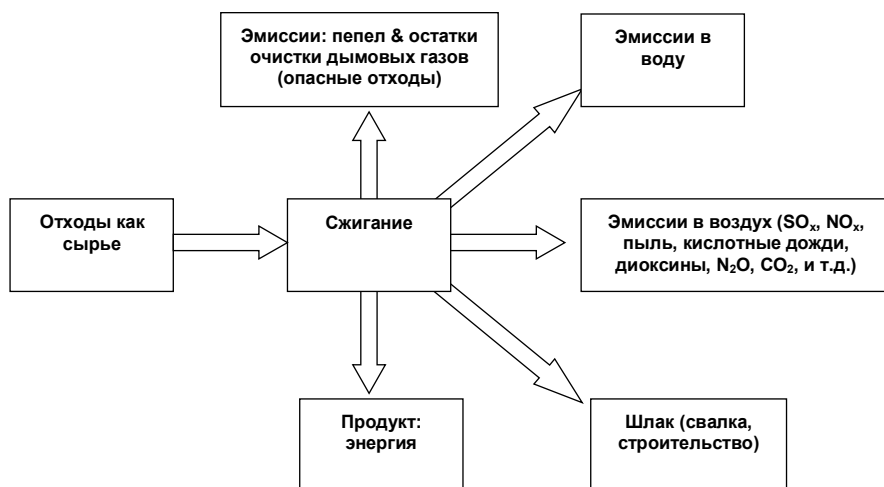 Эмиссии: пепел & остатки
очистки дымовых газов
(опасные отходы)
Эмиссии в
воду
Отходы как
сырье
Сжигание
Эмиссии в воздух (SOₓ, NOₓ,
пыль, кислотные дожди,
диоксины, N₂O, CO₂, и т.д.)
Продукт:
энергия
Шлак (свалка,
строительство)